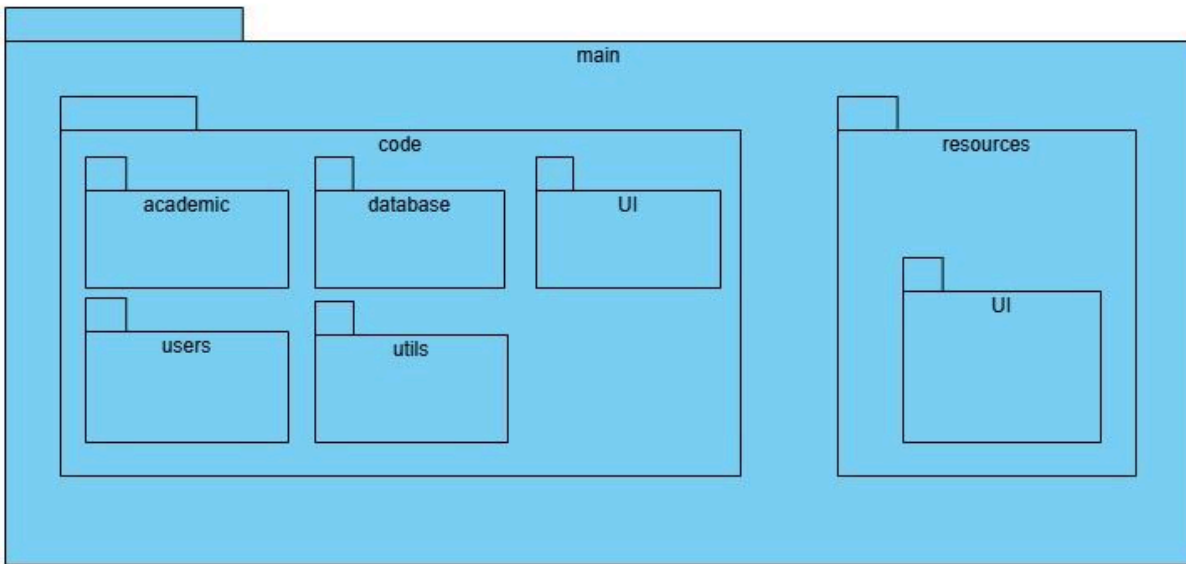 main
code
resources
academic
database
UI
users
utils
UI